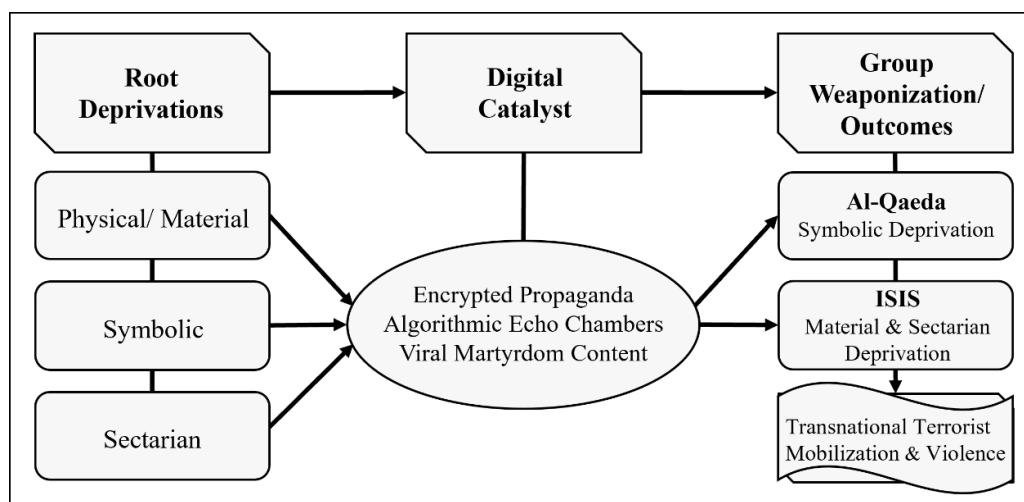 Root
Deprivations
Digital
Catalyst
Group
Weaponization/
Outcomes
Physical/ Material
Symbolic
Sectarian
Encrypted Propaganda
Algorithmic Echo Chambers
Viral Martyrdom Content
Al-Qaeda
Symbolic Deprivation
ISIS
Material & Sectarian
Deprivation
Transnational Terrorist
Mobilization & Violence